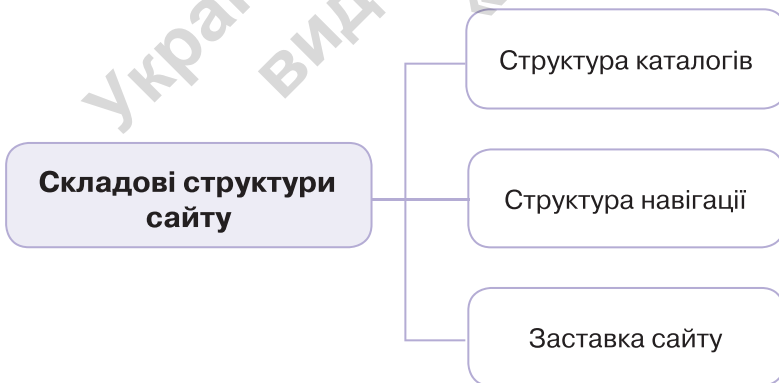 Структура каталогів
Складові структури
сайту
Структура навігації
Заставка сайту